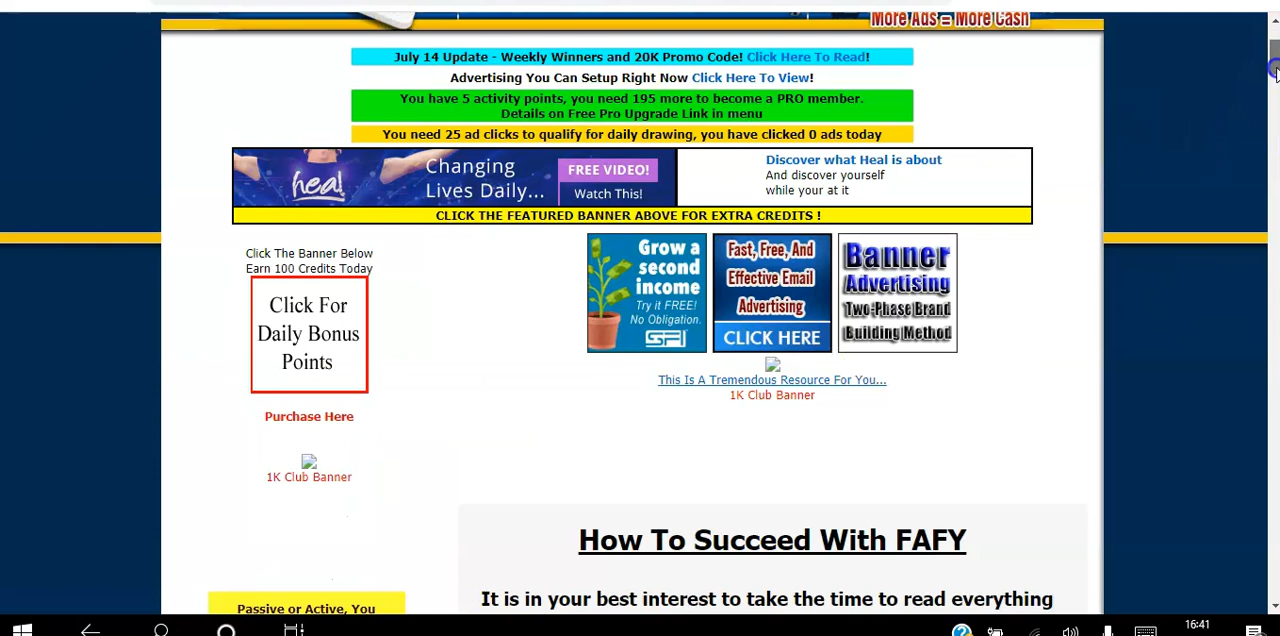 More Ads = More Cash
July 14 Update - Weekly Winners and 20K Promo Code! Click Here To Read!
Advertising You Can Setup Right Now Click Here To View!
You have 5 activity points, you need 195 more to become a PRO member.
Details on Free Pro Upgrade Link in menu
You need 25 ad clicks to qualify for daily drawing, you have clicked 0 ads today
heal
Changing
Lives Daily...
FREE VIDEO!
Watch This!
Discover what Heal is about
And discover yourself
while your at it
CLICK THE FEATURED BANNER ABOVE FOR EXTRA CREDITS !
Click The Banner Below
Earn 100 Credits Today
Click For
Daily Bonus
Points
Purchase Here
1K Club Banner
Grow a
second
income
Try it FREE!
No Obligation.
SFI
Fast, Free, And
Effective Email
Advertising
CLICK HERE
Banner
Advertising
Two-Phase Brand
Building Method
This Is A Tremendous Resource For You...
1K Club Banner
How To Succeed With FAFY
It is in your best interest to take the time to read everything
Passive or Active, You
16:41